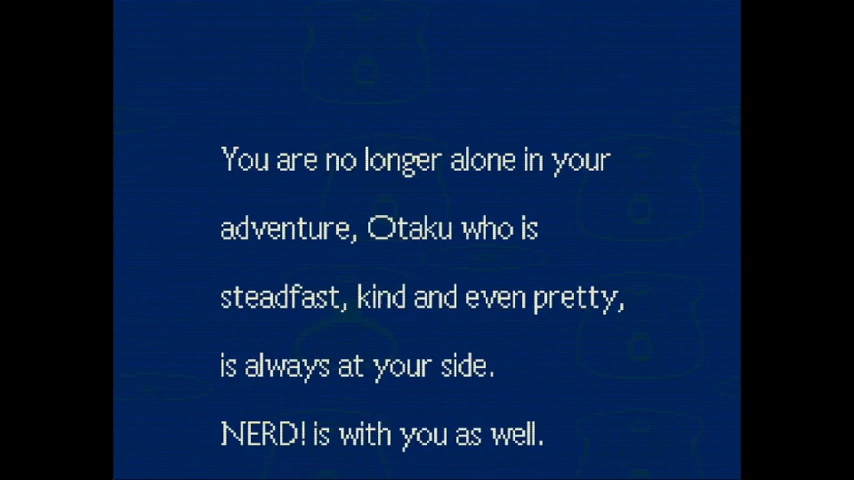 You are no longer alone in your
adventure, Otaku who is
steadfast, kind and even pretty,
is always at your side.
NERD! is with you as well.